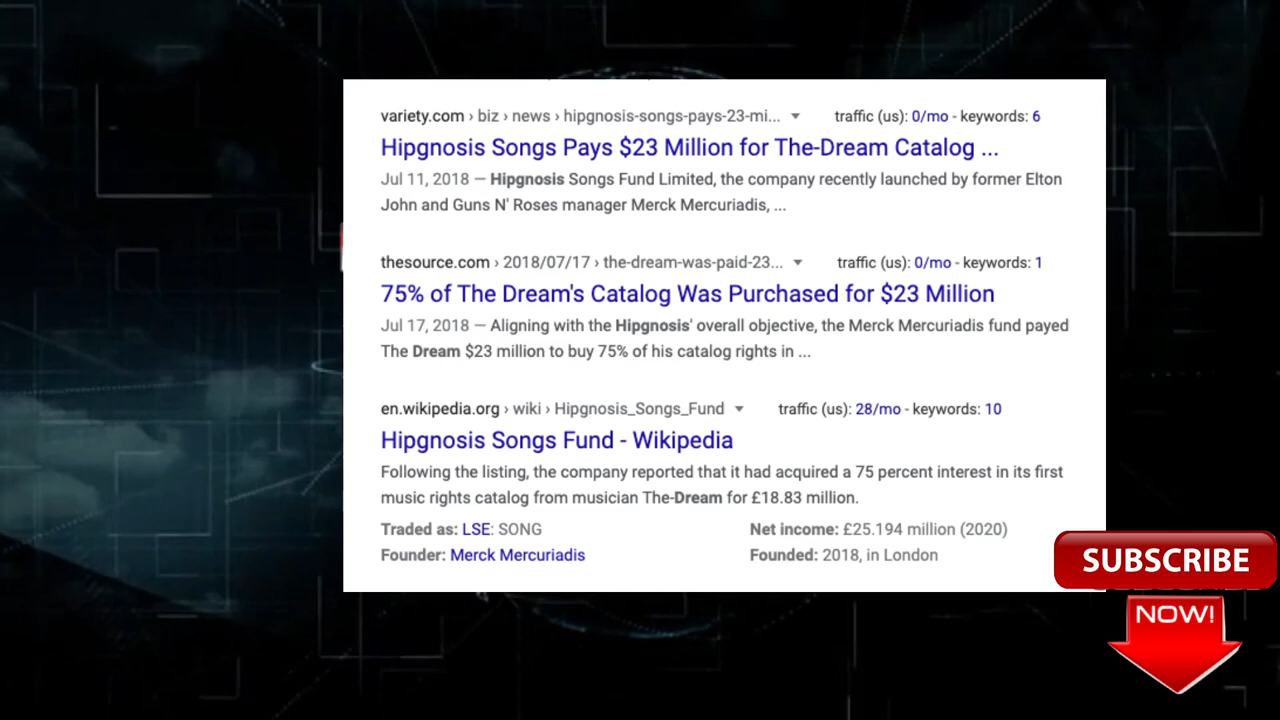 variety.com › biz › news › hipgnosis-songs-pays-23-mi... traffic (us): 0/mo - keywords: 6
Hipgnosis Songs Pays $23 Million for The-Dream Catalog ...
Jul 11, 2018 — Hipgnosis Songs Fund Limited, the company recently launched by former Elton
John and Guns N' Roses manager Merck Mercuriadis, ...
thesource.com › 2018/07/17 › the-dream-was-paid-23... traffic (us): 0/mo - keywords: 1
75% of The Dream's Catalog Was Purchased for $23 Million
Jul 17, 2018 — Aligning with the Hipgnosis' overall objective, the Merck Mercuriadis fund payed
The Dream $23 million to buy 75% of his catalog rights in ...
en.wikipedia.org › wiki › Hipgnosis_Songs_Fund traffic (us): 28/mo - keywords: 10
Hipgnosis Songs Fund - Wikipedia
Following the listing, the company reported that it had acquired a 75 percent interest in its first
music rights catalog from musician The-Dream for £18.83 million.
Traded as: LSE: SONG Net income: £25.194 million (2020)
Founder: Merck Mercuriadis Founded: 2018, in London
SUBSCRIBE
NOW!